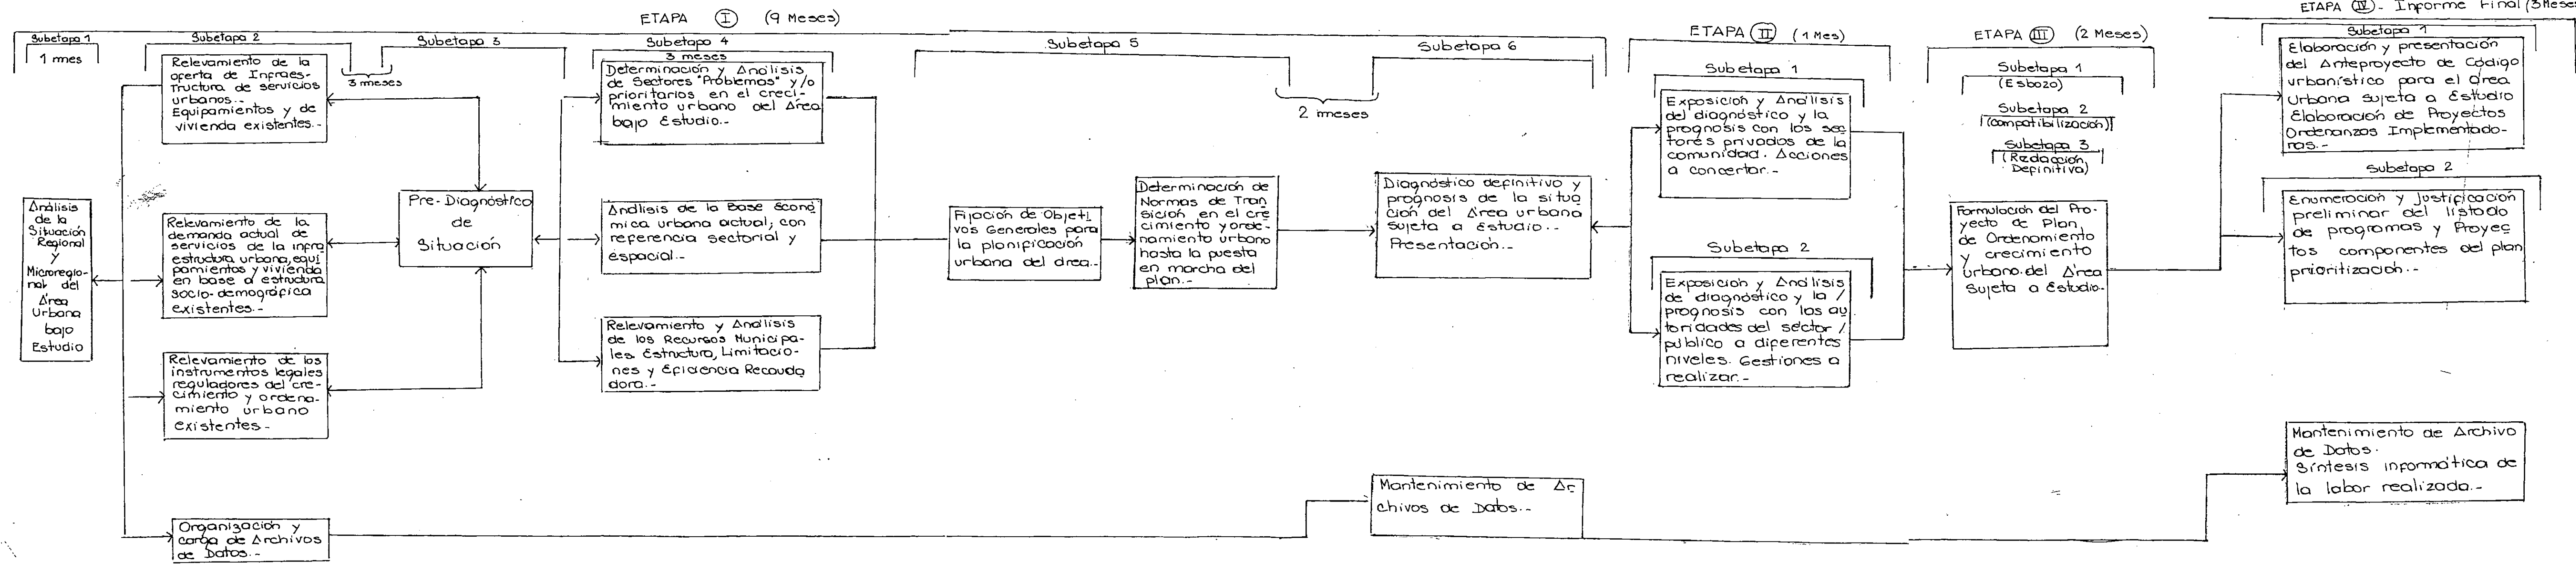 ETAPA I (9 Meses)
Subetapa 1
1 mes
Análisis
de la
Situación
Regional
y
Microregio-
nal del
Área
Urbana
bajo
Estudio
Subetapa 2
Relevamiento de la
oferta de Infraes-
tructura de servicios
urbanos.-
Equipamientos y de
vivienda existentes.-
Relevamiento de la
demanda actual de
servicios de la infra
estructura urbana, equi
pamientos y vivienda
en base a estructura
socio-demográfica
existentes.-
Relevamiento de los
instrumentos legales
reguladores del cre-
cimiento y ordena-
miento urbano
existentes.-
Organización y
carga de Archivos
de Datos.-
3 meses
Subetapa 3
Pre-Diagnóstico
de
Situación
Subetapa 4
3 meses
Determinación y Análisis
de Sectores "Problemas" y/o
prioritarios en el creci-
miento urbano del Área
bajo Estudio.-
Análisis de la Base Econó
mica urbana actual; con
referencia sectorial y
espacial.-
Relevamiento y Análisis
de los Recursos Municipa-
les Estructura, Limitacio-
nes y Eficiencia Recauda
dora.-
Subetapa 5
Fijación de Objeti
vos Generales para
la planificación
urbana del área.-
Determinación de
Normas de Tran
sición en el cre
cimiento y orde-
namiento urbano
hasta la puesta
en marcha del
plan.-
2 meses
Subetapa 6
Diagnóstico definitivo y
prognosis de la situa
ción del Área urbana
sujeta a Estudio.-
Presentación.-
Mantenimiento de Ar
chivos de Datos.-
ETAPA II (1 Mes)
Subetapa 1
Exposición y Análisis
del diagnóstico y la
prognosis con los sec
tores privados de la
comunidad. Acciones
a concertar.-
Subetapa 2
Exposición y Análisis
de diagnóstico y la /
prognosis con las au
toridades del sector /
público a diferentes
niveles. Gestiones a
realizar.-
ETAPA III (2 Meses)
Subetapa 1
(Esbozo)
Subetapa 2
(Compatibilización)
Subetapa 3
(Redacción
Definitiva)
Formulación del Pro-
yecto de Plan
de Ordenamiento
y crecimiento
urbano del Área
Sujeta a Estudio.-
ETAPA IV - Informe Final (3 Meses
Subetapa 1
Elaboración y presentación
del Anteproyecto de Código
urbanístico para el área
Urbana sujeta a Estudio
Elaboración de Proyectos
Ordenanzas Implementado-
ras.-
Subetapa 2
Enumeración y Justificación
preliminar del listado
de programas y Proyec
tos componentes del plan
prioritización.-
Mantenimiento de Archivo
de Datos.
Síntesis informática de
la labor realizada.-